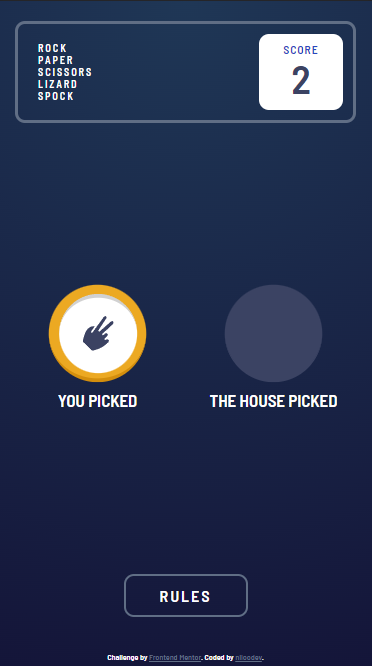 ROCK
PAPER
SCISSORS
LIZARD
SPOCK
SCORE
2
YOU PICKED
THE HOUSE PICKED
RULES
Challenge by Frontend Mentor. Coded by niloodev.